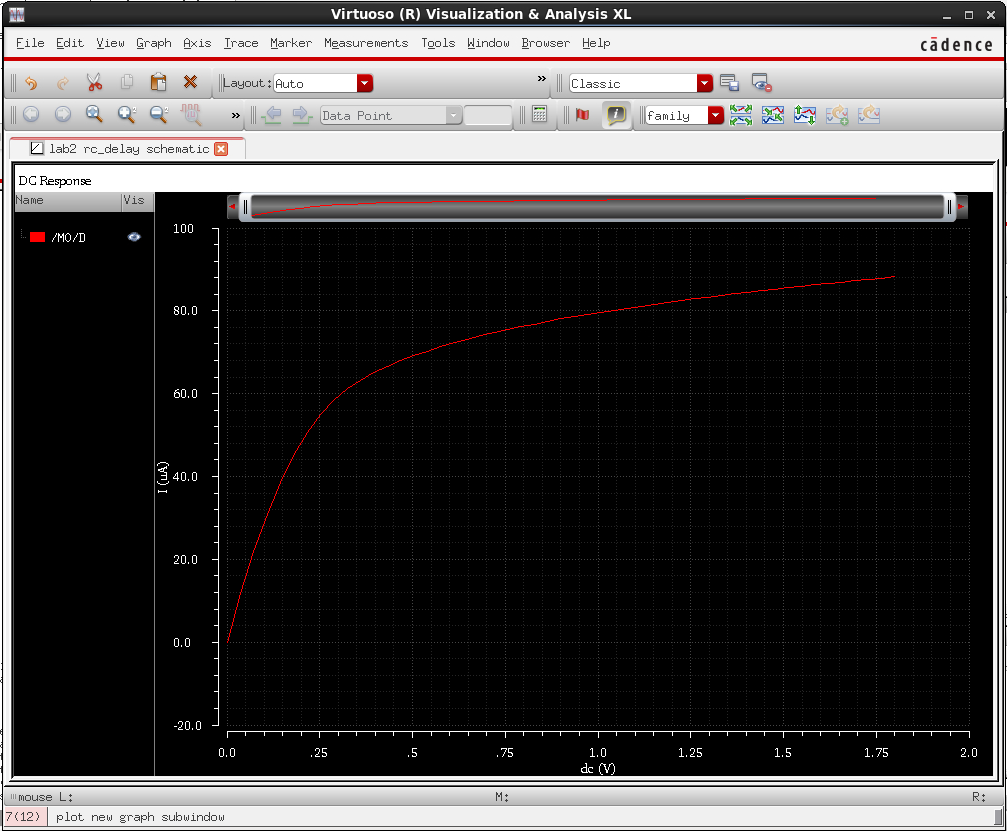 Virtuoso (R) Visualization & Analysis XL
File Edit View Graph Axis Trace Marker Measurements Tools Window Browser Help
cādence
Layout: Auto » Classic
» Data Point family
lab2 rc_delay schematic
DC Response
Name Vis
/M0/D
100
80.0
60.0
40.0
20.0
0.0
-20.0
I (uA)
0.0 .25 .5 .75 1.0 1.25 1.5 1.75 2.0
dc (V)
mouse L: M: R:
7(12) plot new graph subwindow